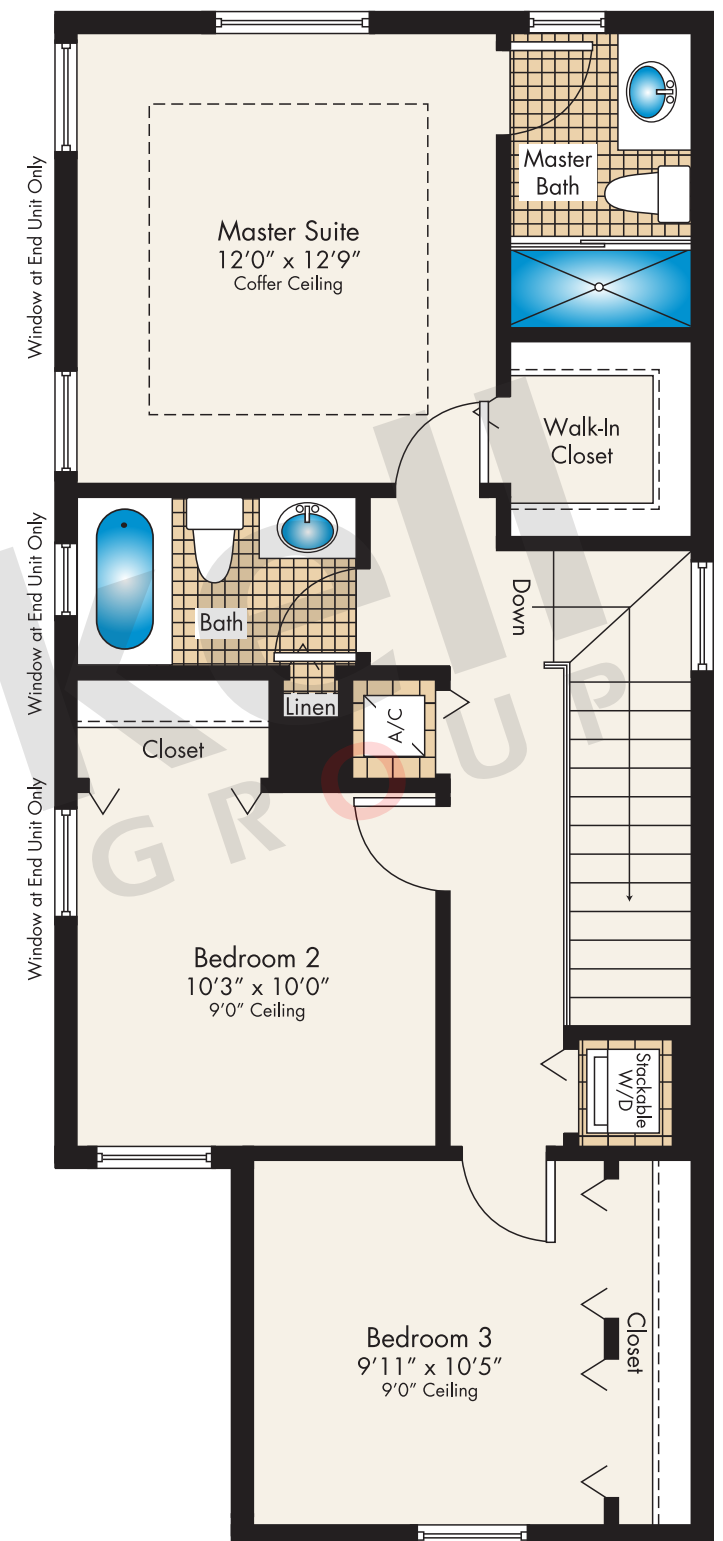 Window at End Unit Only
Master Suite
12'0" x 12'9"
Coffer Ceiling
Master
Bath
Walk-In
Closet
Window at End Unit Only
Bath
Down
Linen
A/C
Closet
Window at End Unit Only
Bedroom 2
10'3" x 10'0"
9'0" Ceiling
Stackable
W/D
Bedroom 3
9'11" x 10'5"
9'0" Ceiling
Closet
Kell
GROUP